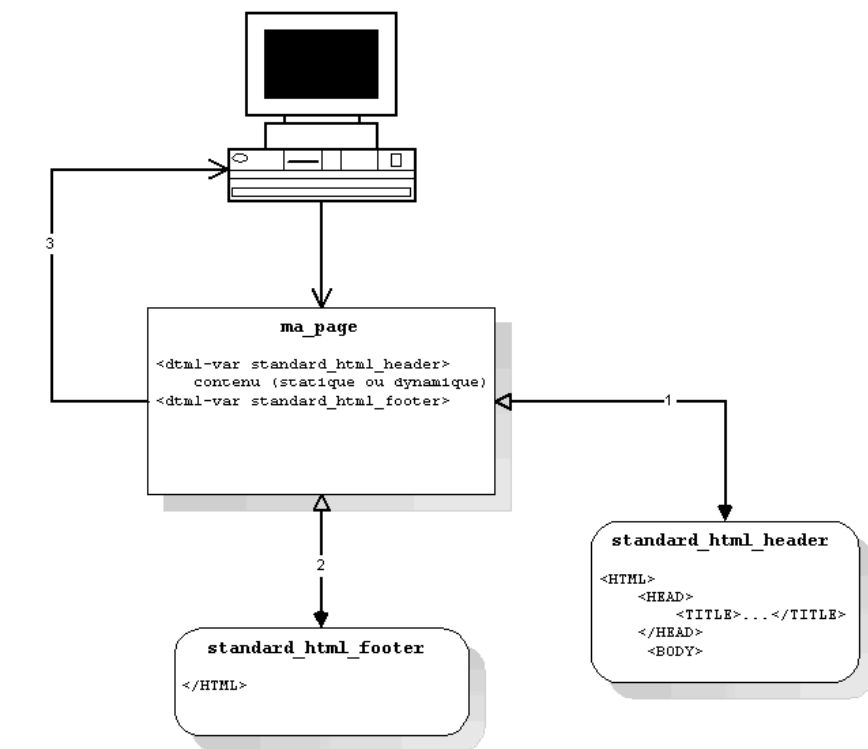 3
ma_page
<dtml-var standard_html_header>
contenu (statique ou dynamique)
<dtml-var standard_html_footer>
1
2
standard_html_header
<HTML>
<HEAD>
<TITLE>...</TITLE>
</HEAD>
<BODY>
standard_html_footer
</HTML>